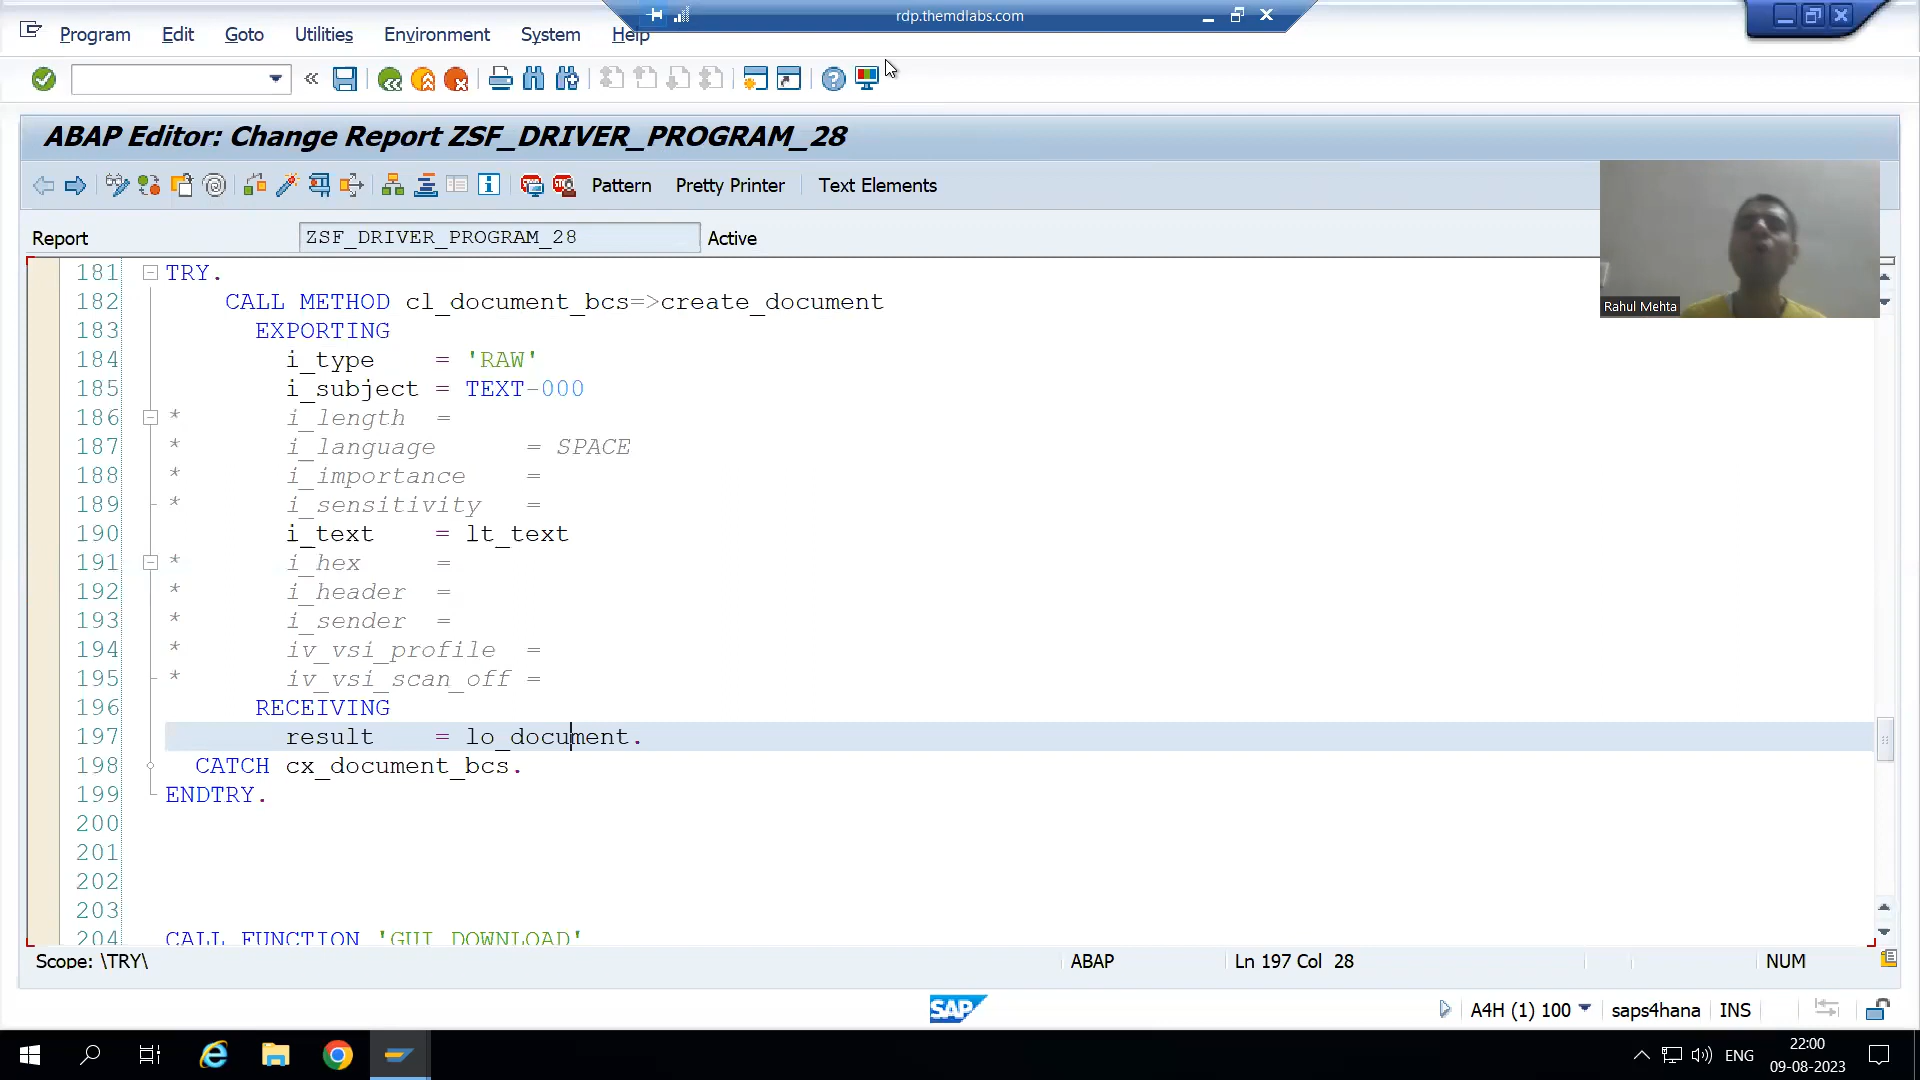 rdp.themdlabs.com
Program Edit Goto Utilities Environment System Help
ABAP Editor: Change Report ZSF_DRIVER_PROGRAM_28
Pattern Pretty Printer Text Elements
Report ZSF_DRIVER_PROGRAM_28 Active
Rahul Mehta
181 TRY.
182 CALL METHOD cl_document_bcs=>create_document
183 EXPORTING
184 i_type = 'RAW'
185 i_subject = TEXT-000
186 * i_length =
187 * i_language = SPACE
188 * i_importance =
189 * i_sensitivity =
190 i_text = lt_text
191 * i_hex =
192 * i_header =
193 * i_sender =
194 * iv_vsi_profile =
195 * iv_vsi_scan_off =
196 RECEIVING
197 result = lo_document.
198 CATCH cx_document_bcs.
199 ENDTRY.
200
201
202
203
204 CALL FUNCTION 'GUI_DOWNLOAD'
Scope: \TRY\ ABAP Ln 197 Col 28 NUM
SAP A4H (1) 100 saps4hana INS
ENG 22:00
09-08-2023